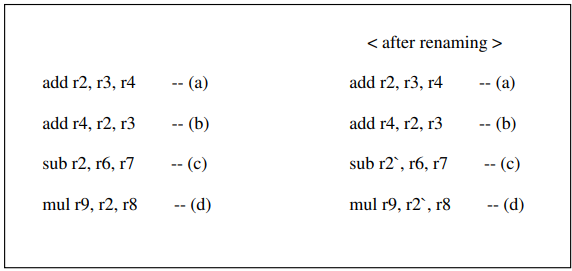 < after renaming >
add r2, r3, r4 -- (a) add r2, r3, r4 -- (a)
add r4, r2, r3 -- (b) add r4, r2, r3 -- (b)
sub r2, r6, r7 -- (c) sub r2`, r6, r7 -- (c)
mul r9, r2, r8 -- (d) mul r9, r2`, r8 -- (d)